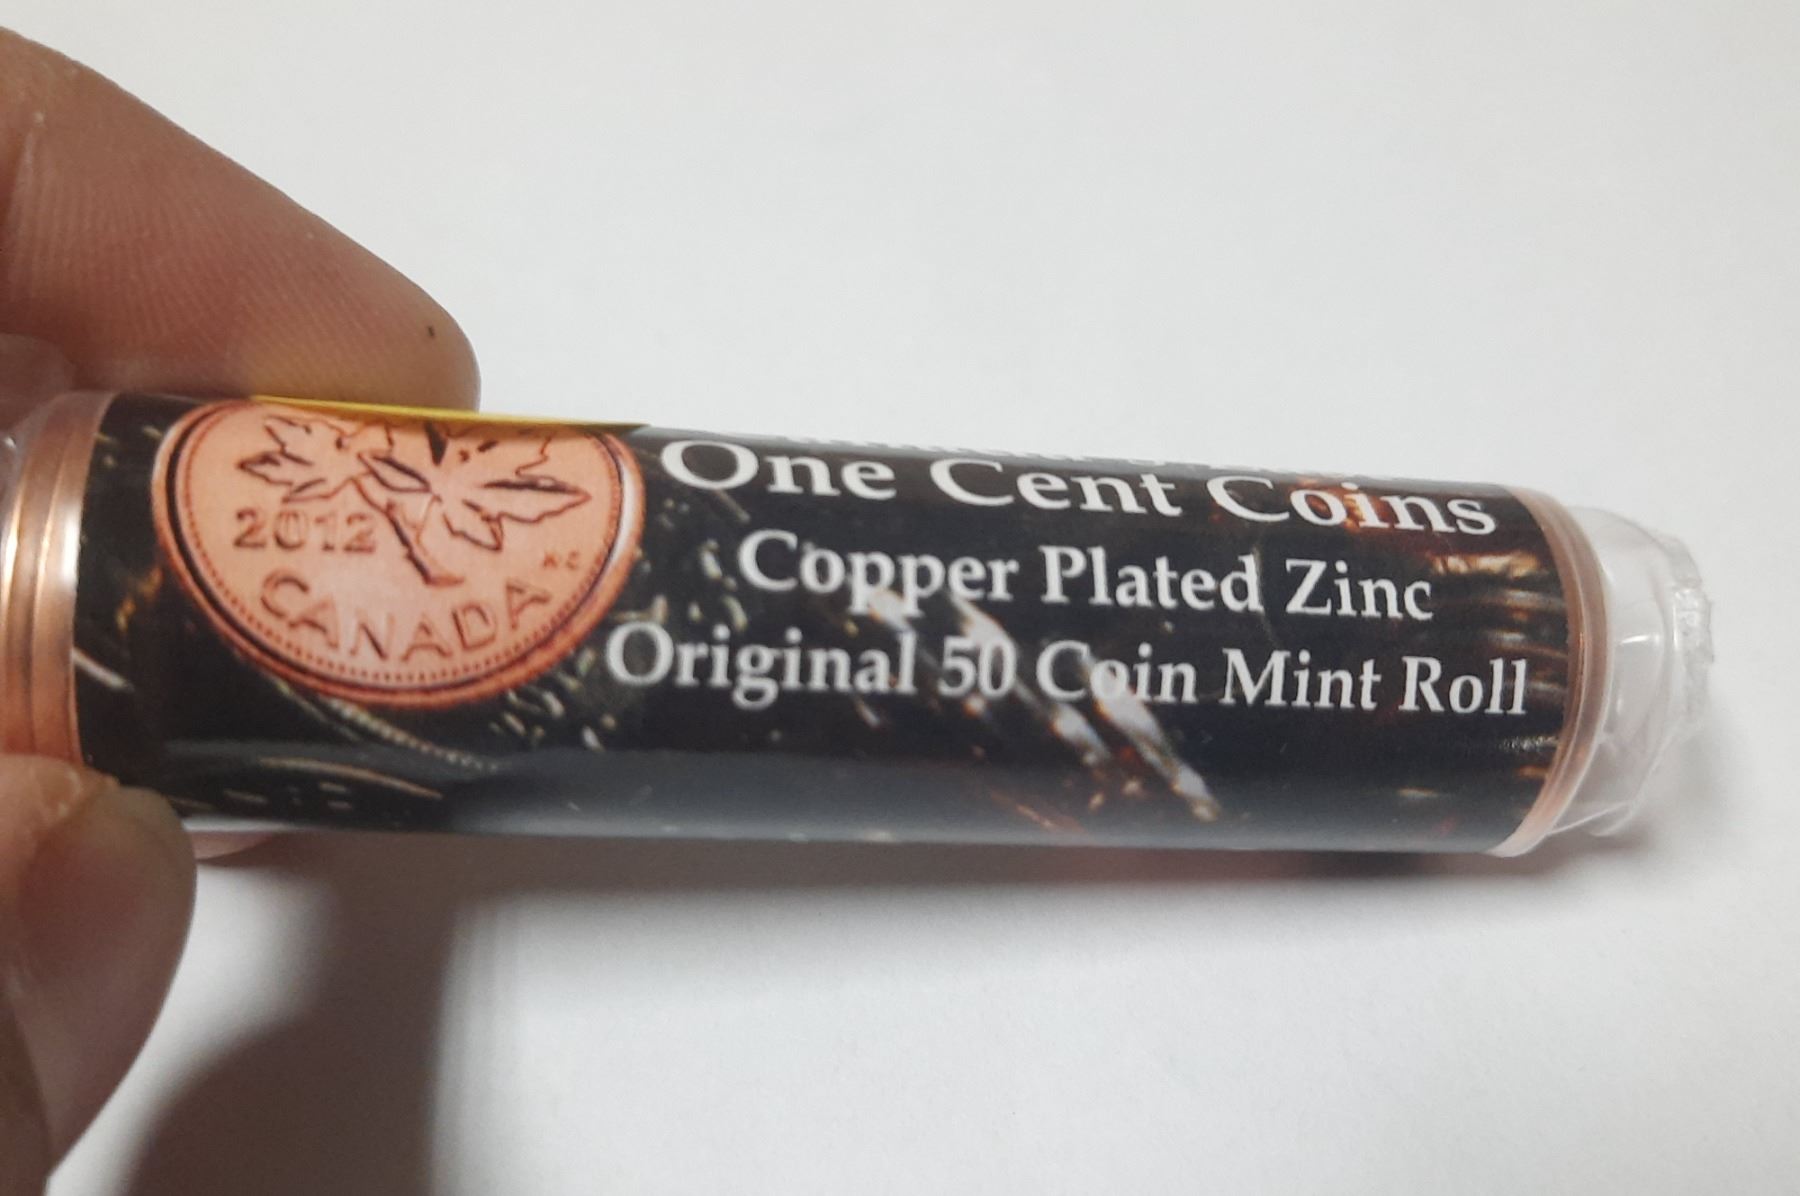 2012
CANADA
One Cent Coins
Copper Plated Zinc
Original 50 Coin Mint Roll